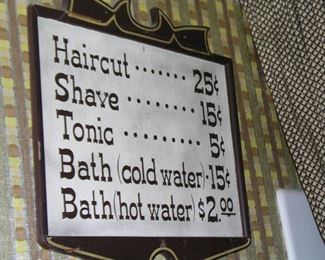 Haircut ....... 25¢
Shave ........ 15¢
Tonic ......... 5¢
Bath (cold water) · 15¢
Bath (hot water) $2.00